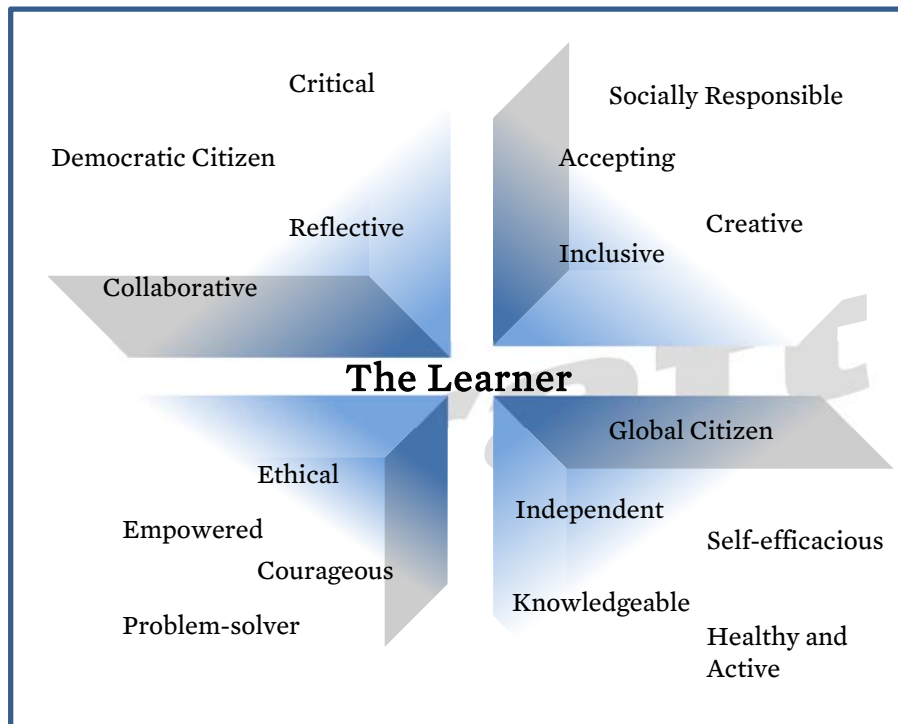 Critical
Socially Responsible
Democratic Citizen
Accepting
Reflective
Creative
Inclusive
Collaborative
The Learner
Global Citizen
Ethical
Independent
Empowered
Self-efficacious
Courageous
Knowledgeable
Problem-solver
Healthy and
Active